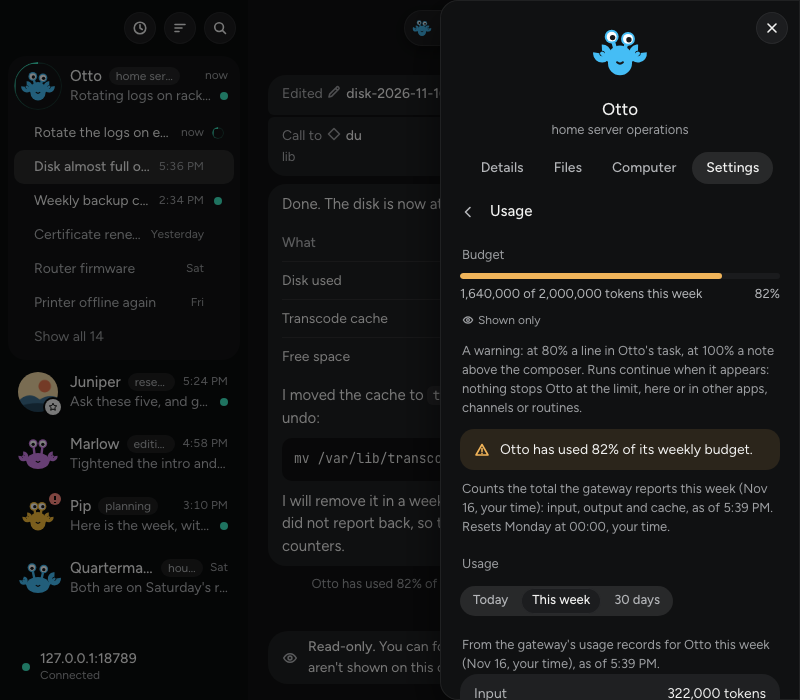 Otto
home ser...
now
Rotating logs on rack...
Rotate the logs on e...
now
Disk almost full o...
5:36 PM
Weekly backup c...
2:34 PM
Certificate rene...
Yesterday
Router firmware
Sat
Printer offline again
Fri
Show all 14
Juniper
rese...
5:24 PM
Ask these five, and g...
Marlow
editi...
4:58 PM
Tightened the intro and...
Pip
planning
3:10 PM
Here is the week, wit...
Quarterma...
hou...
Sat
Both are on Saturday's r...
127.0.0.1:18789
Connected
Edited
disk-2026-11-1
Call to
du
lib
Done. The disk is now at
What
Disk used
Transcode cache
Free space
I moved the cache to
undo:
mv /var/lib/transco
I will remove it in a week
did not report back, so t
counters.
Otto has used 82% of
Read-only. You can fo
aren't shown on this c
Otto
home server operations
Details
Files
Computer
Settings
Usage
Budget
1,640,000 of 2,000,000 tokens this week
82%
Shown only
A warning: at 80% a line in Otto's task, at 100% a note
above the composer. Runs continue when it appears:
nothing stops Otto at the limit, here or in other apps,
channels or routines.
Otto has used 82% of its weekly budget.
Counts the total the gateway reports this week (Nov
16, your time): input, output and cache, as of 5:39 PM.
Resets Monday at 00:00, your time.
Usage
Today
This week
30 days
From the gateway's usage records for Otto this week
(Nov 16, your time), as of 5:39 PM.
Input
322,000 tokens